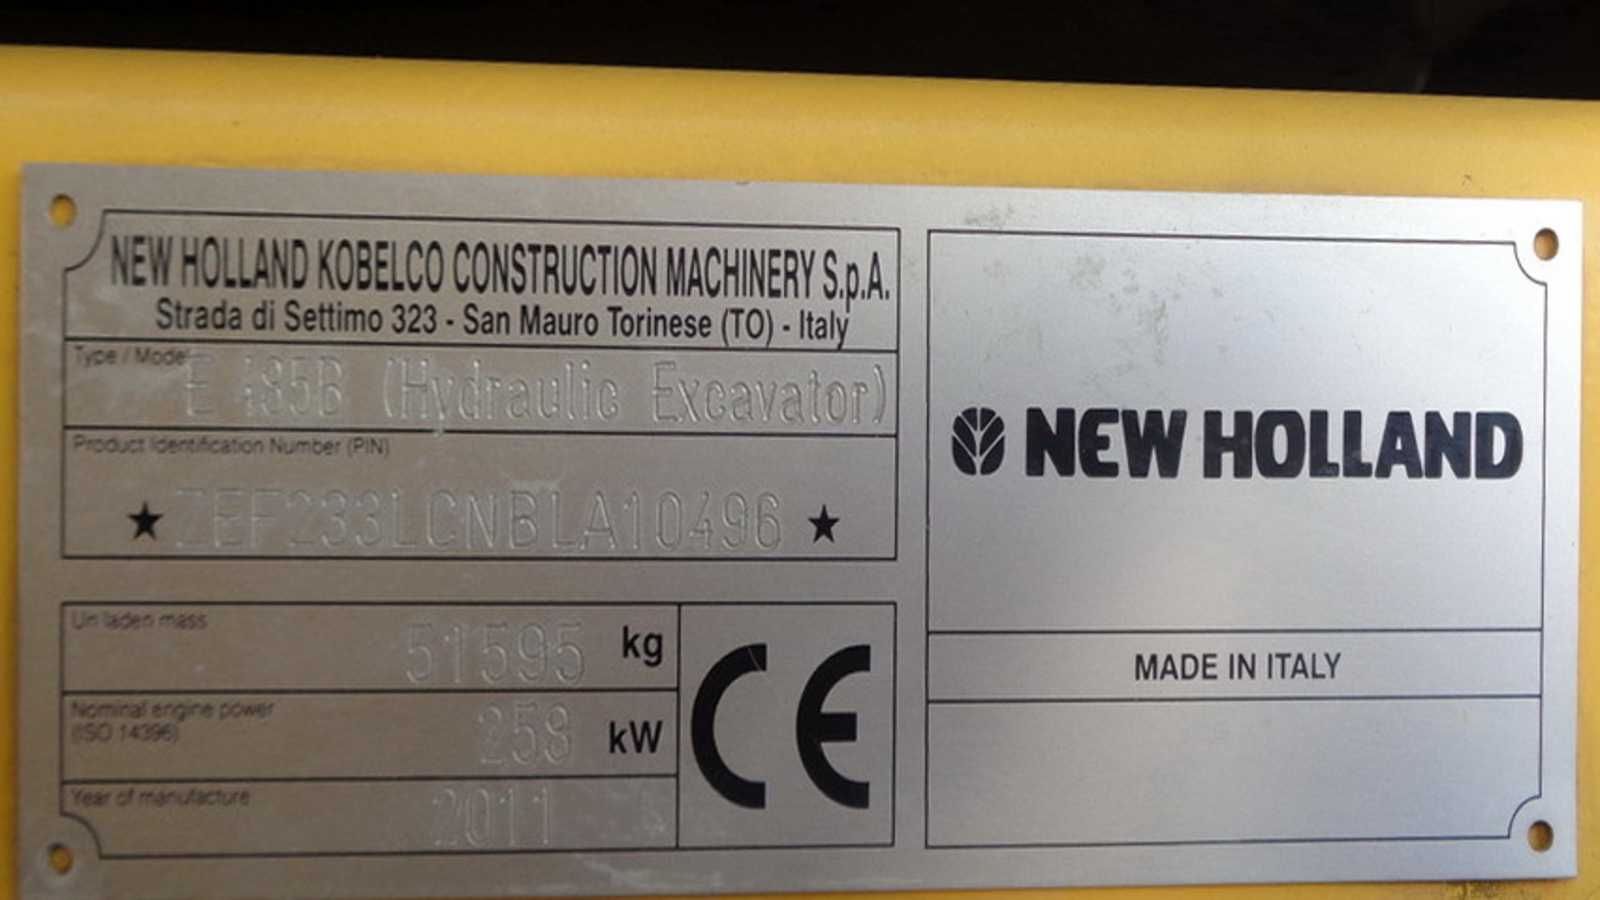 NEW HOLLAND KOBELCO CONSTRUCTION MACHINERY S.p.A.
Strada di Settimo 323 - San Mauro Torinese (TO) - Italy
Type / Model
E 485B (Hydraulic Excavator)
Product Identification Number (PIN)
★ ZEF233LCNBLA10496 ★
Un laden mass
51595 kg
Nominal engine power
(ISO 14396)
259 kW
Year of manufacture
2011
CE
NEW HOLLAND
MADE IN ITALY